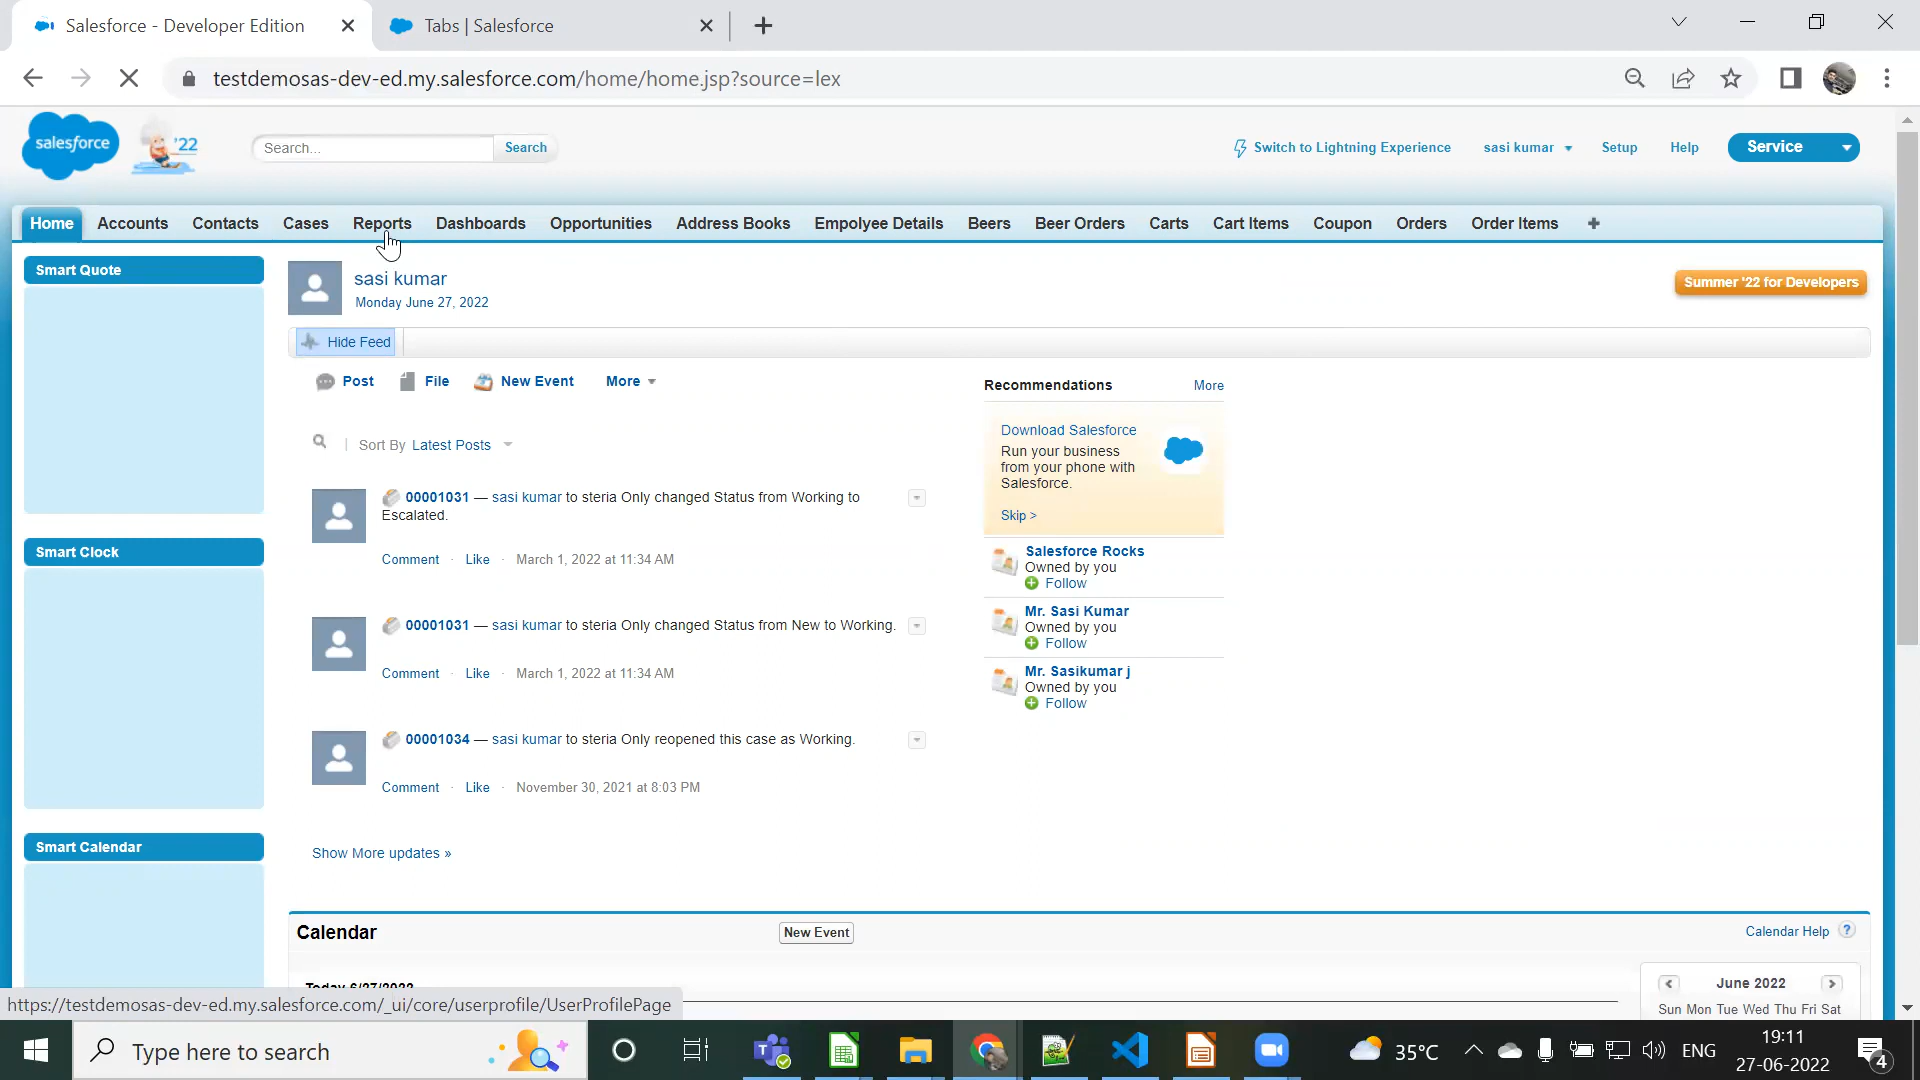 Salesforce - Developer Edition
Tabs | Salesforce
testdemosas-dev-ed.my.salesforce.com/home/home.jsp?source=lex
salesforce
'22
Search...
Search
Switch to Lightning Experience
sasi kumar
Setup
Help
Service
Home
Accounts
Contacts
Cases
Reports
Dashboards
Opportunities
Address Books
Empolyee Details
Beers
Beer Orders
Carts
Cart Items
Coupon
Orders
Order Items
Smart Quote
sasi kumar
Monday June 27, 2022
Summer '22 for Developers
Hide Feed
Post
File
New Event
More
Sort By Latest Posts
00001031 — sasi kumar to steria Only changed Status from Working to
Escalated.
Comment · Like · March 1, 2022 at 11:34 AM
00001031 — sasi kumar to steria Only changed Status from New to Working.
Comment · Like · March 1, 2022 at 11:34 AM
00001034 — sasi kumar to steria Only reopened this case as Working.
Comment · Like · November 30, 2021 at 8:03 PM
Show More updates »
Recommendations
More
Download Salesforce
Run your business
from your phone with
Salesforce.
Skip >
Salesforce Rocks
Owned by you
Follow
Mr. Sasi Kumar
Owned by you
Follow
Mr. Sasikumar j
Owned by you
Follow
Smart Clock
Smart Calendar
Calendar
New Event
Calendar Help
?
Today 6/27/2022
June 2022
Sun Mon Tue Wed Thu Fri Sat
https://testdemosas-dev-ed.my.salesforce.com/_ui/core/userprofile/UserProfilePage
Type here to search
35°C
ENG
19:11
27-06-2022
4